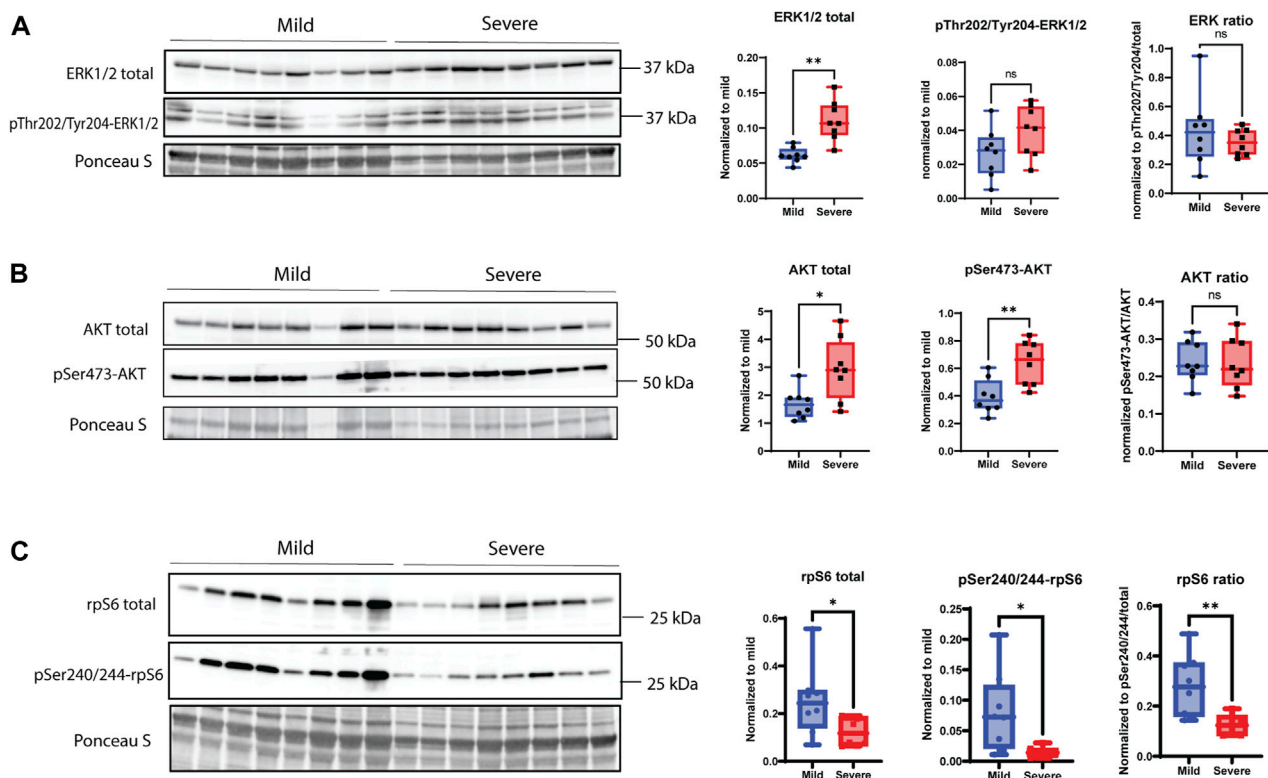 A
Mild
Severe
ERK1/2 total
37 kDa
pThr202/Tyr204-ERK1/2
37 kDa
Ponceau S
ERK1/2 total
Normalized to mild
0.20
0.15
0.10
0.05
0.00
**
Mild
Severe
pThr202/Tyr204-ERK1/2
normalized to mild
0.08
0.06
0.04
0.02
0.00
ns
Mild
Severe
ERK ratio
normalized to pThr202/Tyr204/total
1.0
0.8
0.6
0.4
0.2
0.0
ns
Mild
Severe
B
Mild
Severe
AKT total
50 kDa
pSer473-AKT
50 kDa
Ponceau S
AKT total
Normalized to mild
5
4
3
2
1
0
*
Mild
Severe
pSer473-AKT
Normalized to mild
1.0
0.8
0.6
0.4
0.2
0.0
**
Mild
Severe
AKT ratio
normalized pSer473-AKT/AKT
0.4
0.3
0.2
0.1
0.0
ns
Mild
Severe
C
Mild
Severe
rpS6 total
25 kDa
pSer240/244-rpS6
25 kDa
Ponceau S
rpS6 total
Normalized to mild
0.6
0.4
0.2
0.0
*
Mild
Severe
pSer240/244-rpS6
Normalized to mild
0.25
0.20
0.15
0.10
0.05
0.00
*
Mild
Severe
rpS6 ratio
Normalized to pSer240/244/total
0.6
0.4
0.2
0.0
**
Mild
Severe